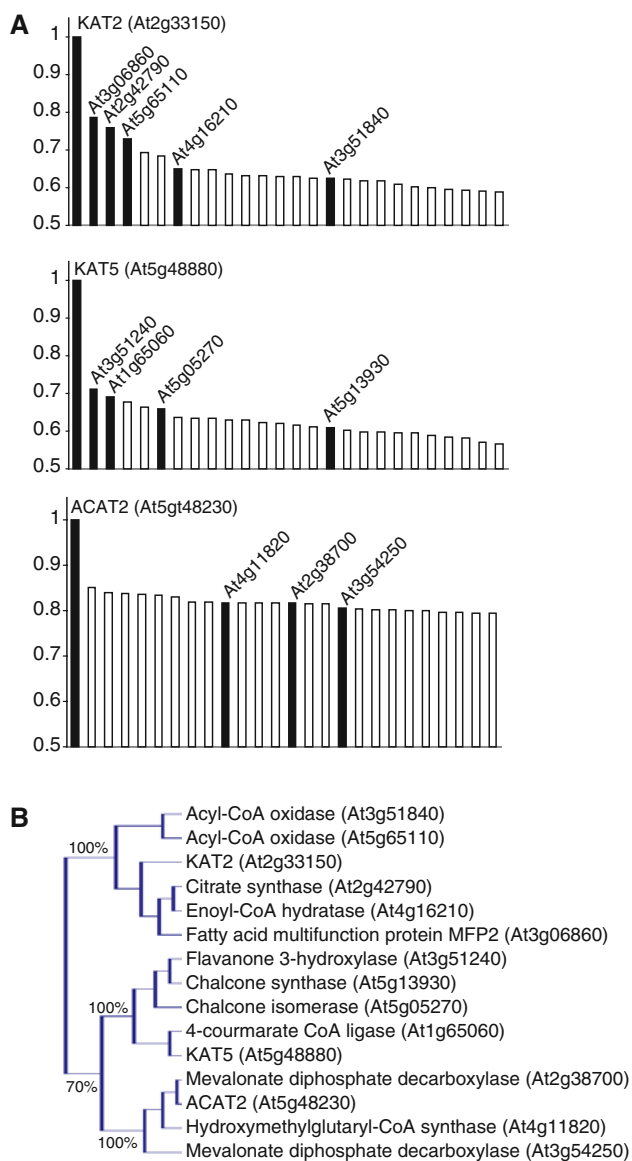 A
KAT2 (At2g33150)
1
0.9
0.8
0.7
0.6
0.5
At3g06860
At2g42790
At5g65110
At4g16210
At3g51840
KAT5 (At5g48880)
1
0.9
0.8
0.7
0.6
0.5
At3g51240
At1g65060
At5g05270
At5g13930
ACAT2 (At5gt48230)
1
0.9
0.8
0.7
0.6
0.5
At4g11820
At2g38700
At3g54250
B
Acyl-CoA oxidase (At3g51840)
Acyl-CoA oxidase (At5g65110)
100%
KAT2 (At2g33150)
Citrate synthase (At2g42790)
Enoyl-CoA hydratase (At4g16210)
Fatty acid multifunction protein MFP2 (At3g06860)
Flavanone 3-hydroxylase (At3g51240)
Chalcone synthase (At5g13930)
100%
Chalcone isomerase (At5g05270)
4-courmarate CoA ligase (At1g65060)
KAT5 (At5g48880)
70%
Mevalonate diphosphate decarboxylase (At2g38700)
ACAT2 (At5g48230)
Hydroxymethylglutaryl-CoA synthase (At4g11820)
100%
Mevalonate diphosphate decarboxylase (At3g54250)